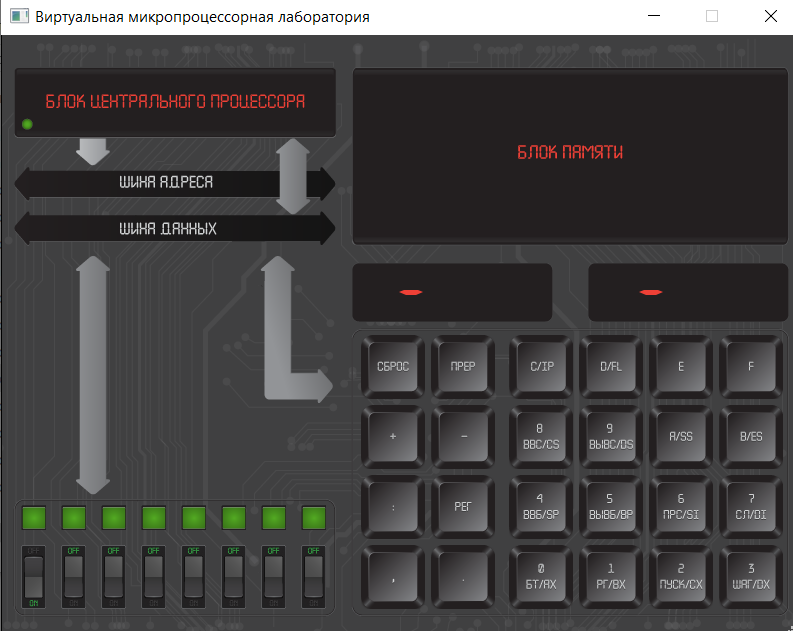 Виртуальная микропроцессорная лаборатория
БЛОК ЦЕНТРАЛЬНОГО ПРОЦЕССОРА
БЛОК ПАМЯТИ
ШИНА АДРЕСА
ШИНА ДАННЫХ
- -
СБРОС ПРЕР C/IP D/FL E F
+ - 8 ВВС/CS 9 ВЫВС/DS A/SS B/ES
: РЕГ 4 ВВБ/SP 5 ВЫВБ/BP 6 ПРС/SI 7 СЛ/DI
, . 0 БТ/AX 1 РГ/BX 2 ПУСК/CX 3 ШАГ/DX
OFF OFF OFF OFF OFF OFF OFF OFF
ON ON ON ON ON ON ON ON